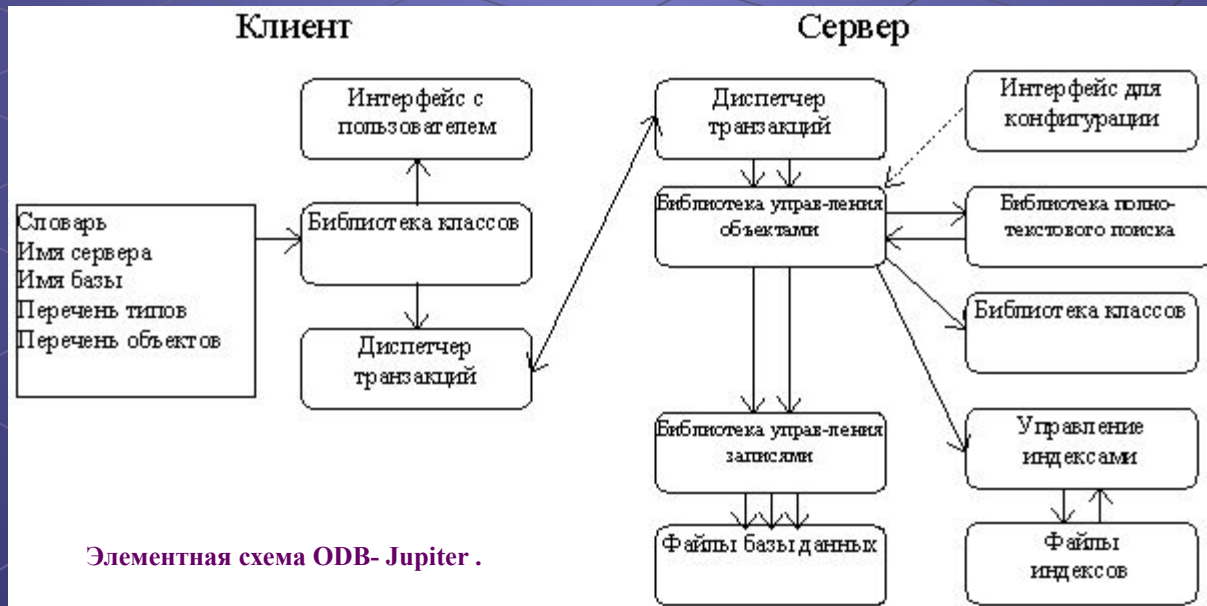 Клиент
Сервер
Интерфейс с
пользователем
Словарь
Имя сервера
Имя базы
Перечень типов
Перечень объектов
Библиотека классов
Диспетчер
транзакций
Диспетчер
транзакций
Интерфейс для
конфигурации
Библиотека управ-ления
объектами
Библиотека полно-
текстового поиска
Библиотека классов
Библиотека управ-ления
записями
Управление
индексами
Файлы базы данных
Файлы
индексов
Элементная схема ODB- Jupiter .